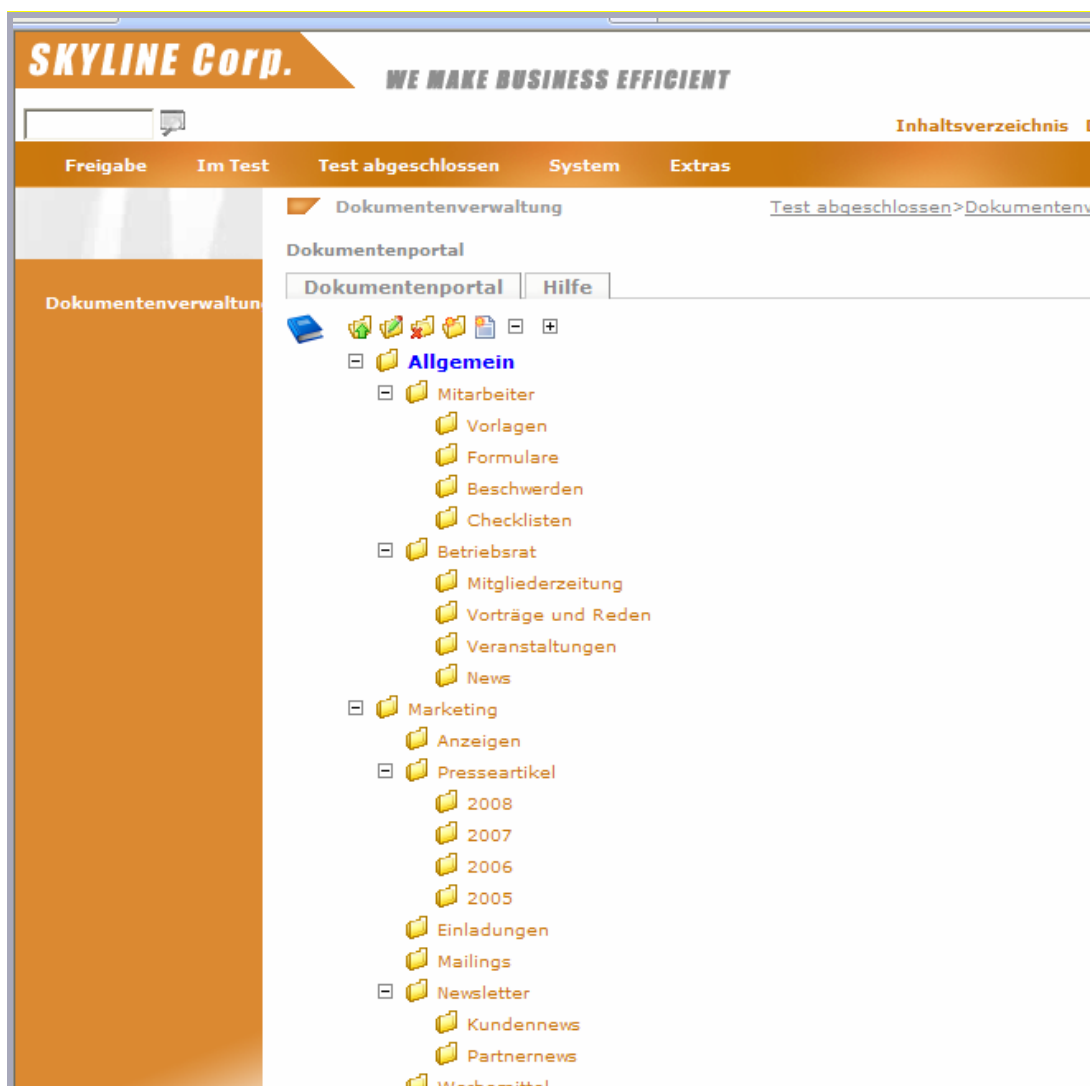 SKYLINE Corp.
WE MAKE BUSINESS EFFICIENT
Inhaltsverzeichnis
Freigabe Im Test Test abgeschlossen System Extras
Dokumentenverwaltung Test abgeschlossen>Dokumentenv
Dokumentenportal
Dokumentenportal Hilfe
Dokumentenverwaltun
Allgemein
Mitarbeiter
Vorlagen
Formulare
Beschwerden
Checklisten
Betriebsrat
Mitgliederzeitung
Vorträge und Reden
Veranstaltungen
News
Marketing
Anzeigen
Presseartikel
2008
2007
2006
2005
Einladungen
Mailings
Newsletter
Kundennews
Partnernews